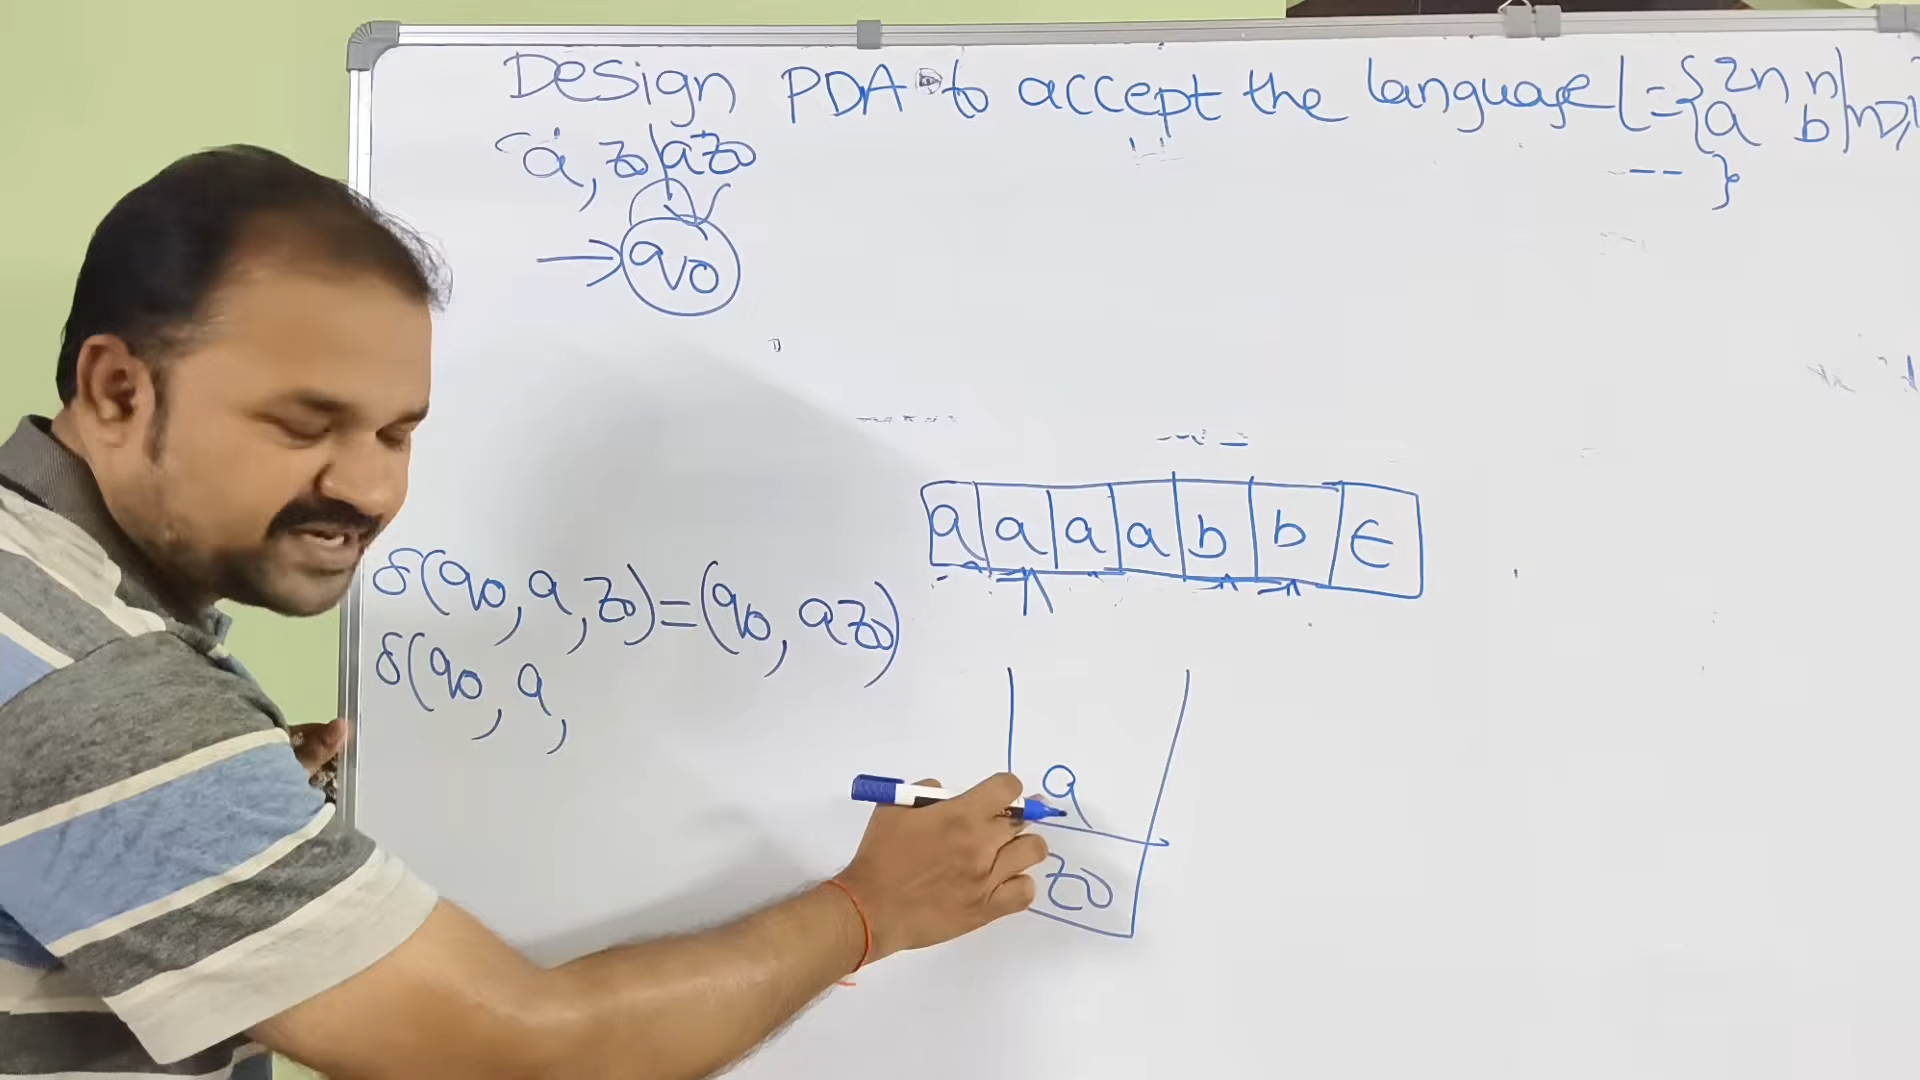 Design PDA to accept the language L={a^2n b^n|n≥1
-- }
a, z0|az0
q0
a a a a b b ε
δ(q0, a, z0)=(q0, az0)
δ(q0, a,
a
z0